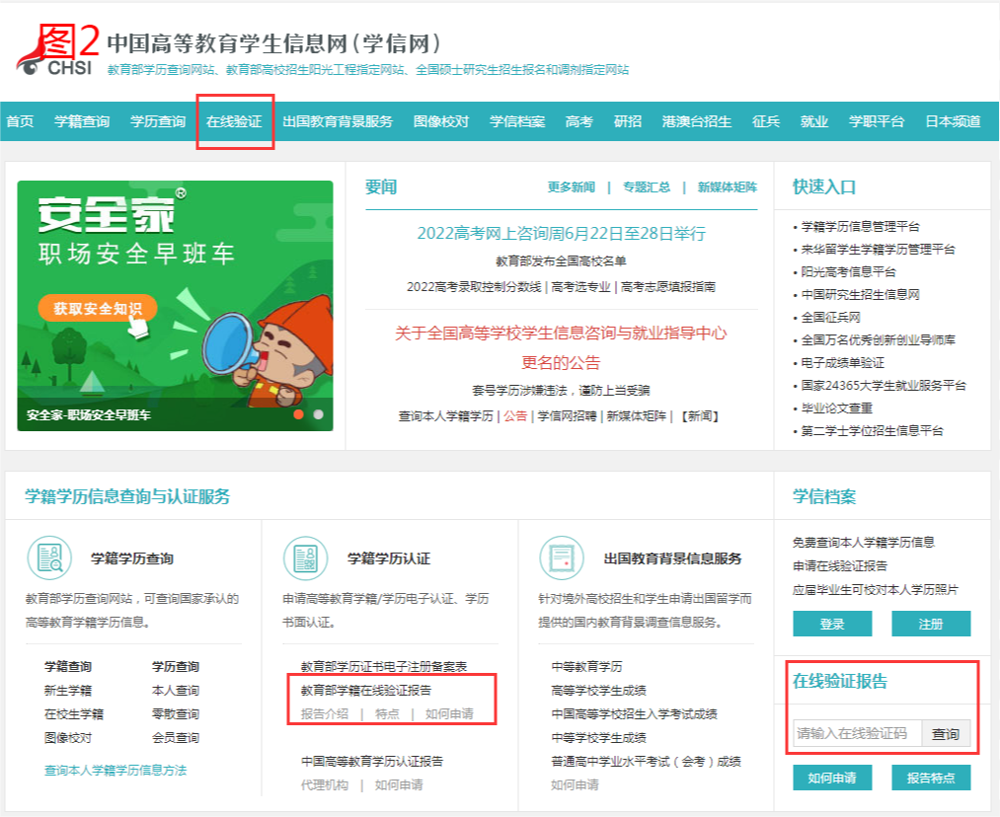 图2
CHSI
中国高等教育学生信息网（学信网）
教育部学历查询网站、教育部高校招生阳光工程指定网站、全国硕士研究生招生报名和调剂指定网站
首页 学籍查询 学历查询 在线验证 出国教育背景服务 图像校对 学信档案 高考 研招 港澳台招生 征兵 就业 学职平台 日本频道
安全家®
职场安全早班车
获取安全知识
安全家-职场安全早班车
要闻
更多新闻 | 专题汇总 | 新媒体矩阵
2022高考网上咨询周6月22日至28日举行
教育部发布全国高校名单
2022高考录取控制分数线 | 高考选专业 | 高考志愿填报指南
关于全国高等学校学生信息咨询与就业指导中心
更名的公告
套号学历涉嫌违法，谨防上当受骗
查询本人学籍学历 | 公告 | 学信网招聘 | 新媒体矩阵 | 【新闻】
快速入口
• 学籍学历信息管理平台
• 来华留学生学籍学历管理平台
• 阳光高考信息平台
• 中国研究生招生信息网
• 全国征兵网
• 全国万名优秀创新创业导师库
• 电子成绩单验证
• 国家24365大学生就业服务平台
• 毕业论文查重
• 第二学士学位招生信息平台
学籍学历信息查询与认证服务
学籍学历查询
教育部学历查询网站，可查询国家承认的
高等教育学籍学历信息。
学籍查询 学历查询
新生学籍 本人查询
在校生学籍 零散查询
图像校对 会员查询
查询本人学籍学历信息方法
学籍学历认证
申请高等教育学籍/学历电子认证、学历
书面认证。
教育部学历证书电子注册备案表
教育部学籍在线验证报告
报告介绍 | 特点 | 如何申请
中国高等教育学历认证报告
代理机构 | 如何申请
出国教育背景信息服务
针对境外高校招生和学生申请出国留学而
提供的国内教育背景调查信息服务。
中等教育学历
高等学校学生成绩
中国高等学校招生入学考试成绩
中等学校学生成绩
普通高中学业水平考试（会考）成绩
如何申请
学信档案
免费查询本人学籍学历信息
申请在线验证报告
应届毕业生可校对本人学历照片
登录 注册
在线验证报告
请输入在线验证码 查询
如何申请 报告特点